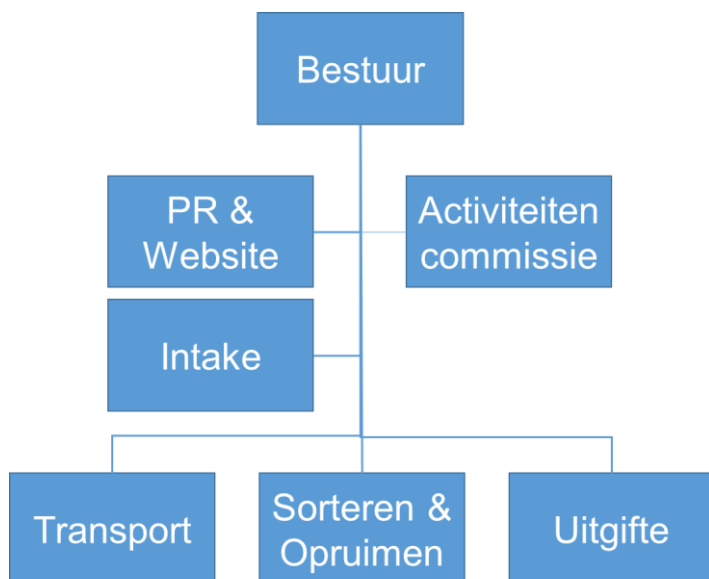 Bestuur
PR &
Website
Activiteiten
commissie
Intake
Transport
Sorteren &
Opruimen
Uitgifte